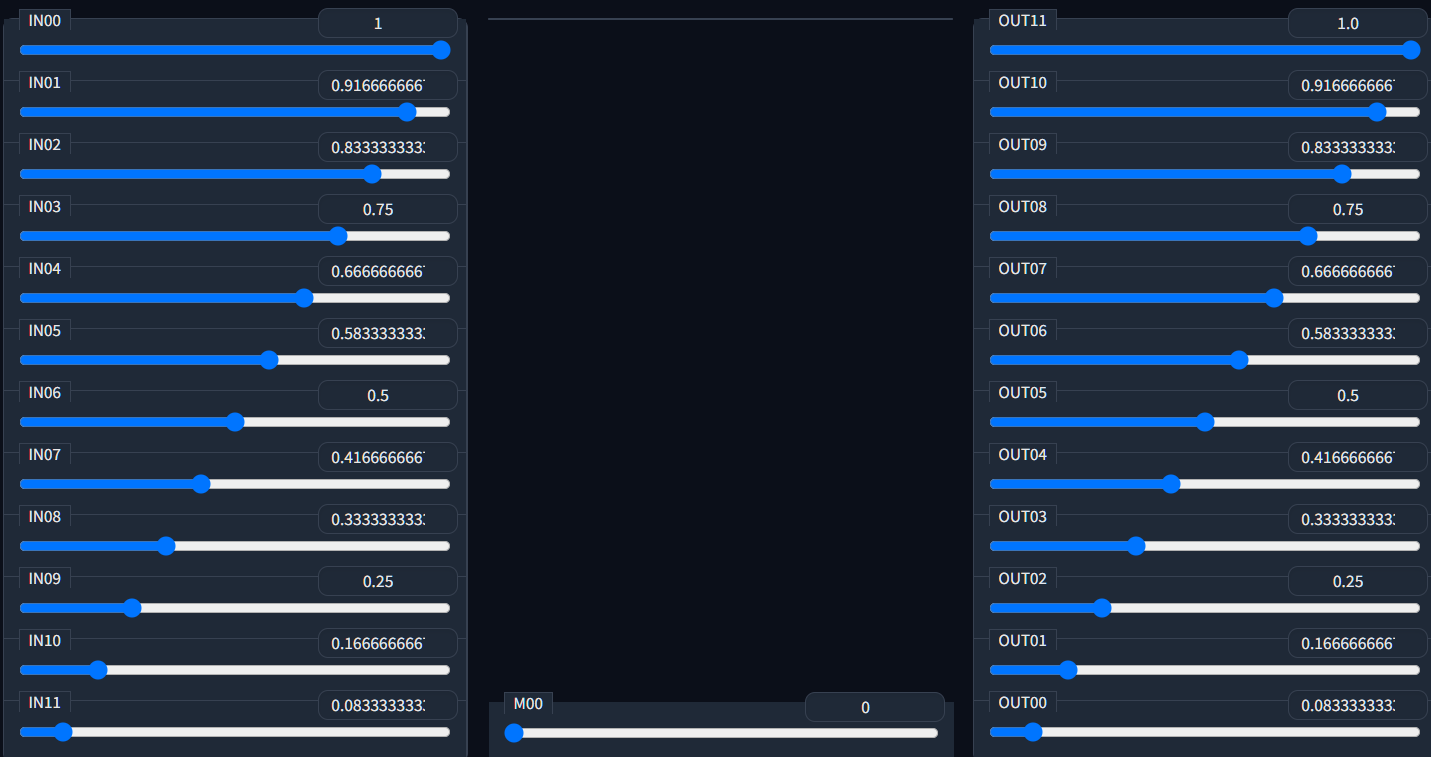 IN00 1
IN01 0.916666666
IN02 0.833333333
IN03 0.75
IN04 0.666666666
IN05 0.583333333
IN06 0.5
IN07 0.416666666
IN08 0.333333333
IN09 0.25
IN10 0.166666666
IN11 0.083333333
M00 0
OUT11 1.0
OUT10 0.916666666
OUT09 0.833333333
OUT08 0.75
OUT07 0.666666666
OUT06 0.583333333
OUT05 0.5
OUT04 0.416666666
OUT03 0.333333333
OUT02 0.25
OUT01 0.166666666
OUT00 0.083333333